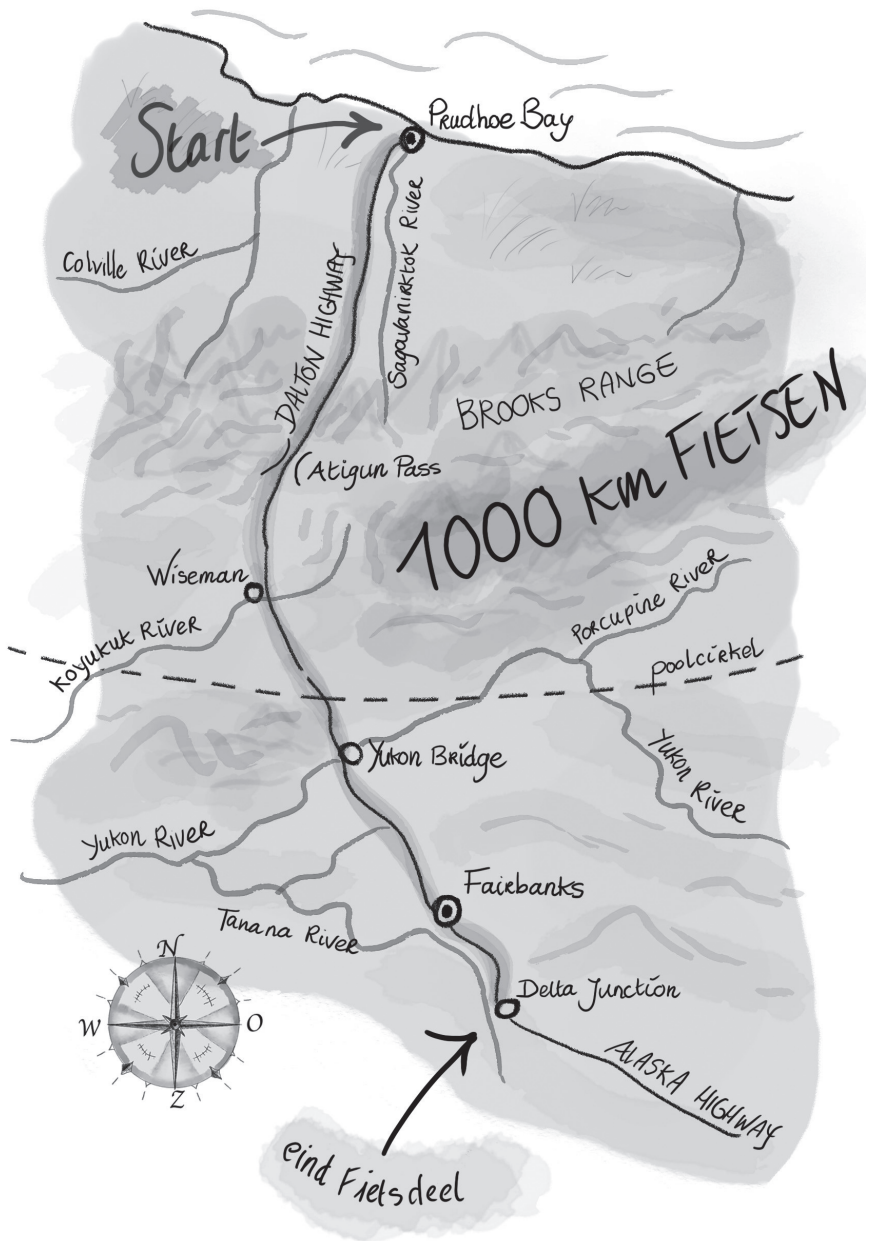 Prudhoe Bay
Start
Sagavanirktok River
Colville River
DALTON HIGHWAY
BROOKS RANGE
(Atigun Pass
1000 km FIETSEN
Wiseman
Porcupine River
Koyukuk River
poolcirkel
Yukon Bridge
Yukon River
Yukon River
Fairbanks
Tanana River
N
W
O
Z
Delta Junction
ALASKA HIGHWAY
eind Fietsdeel